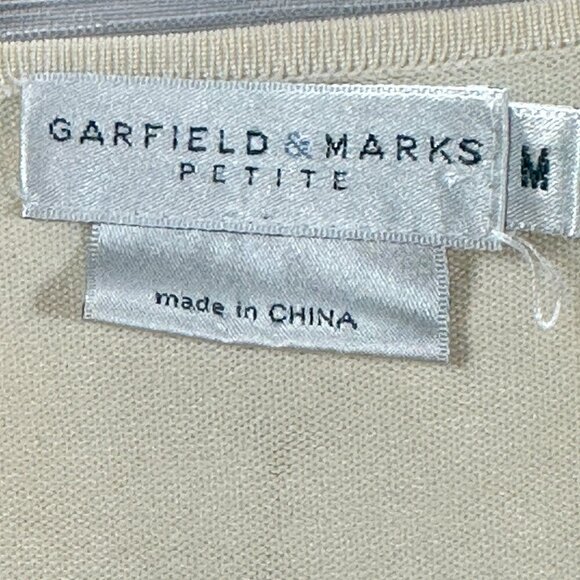 GARFIELD & MARKS
PETITE
M
made in CHINA